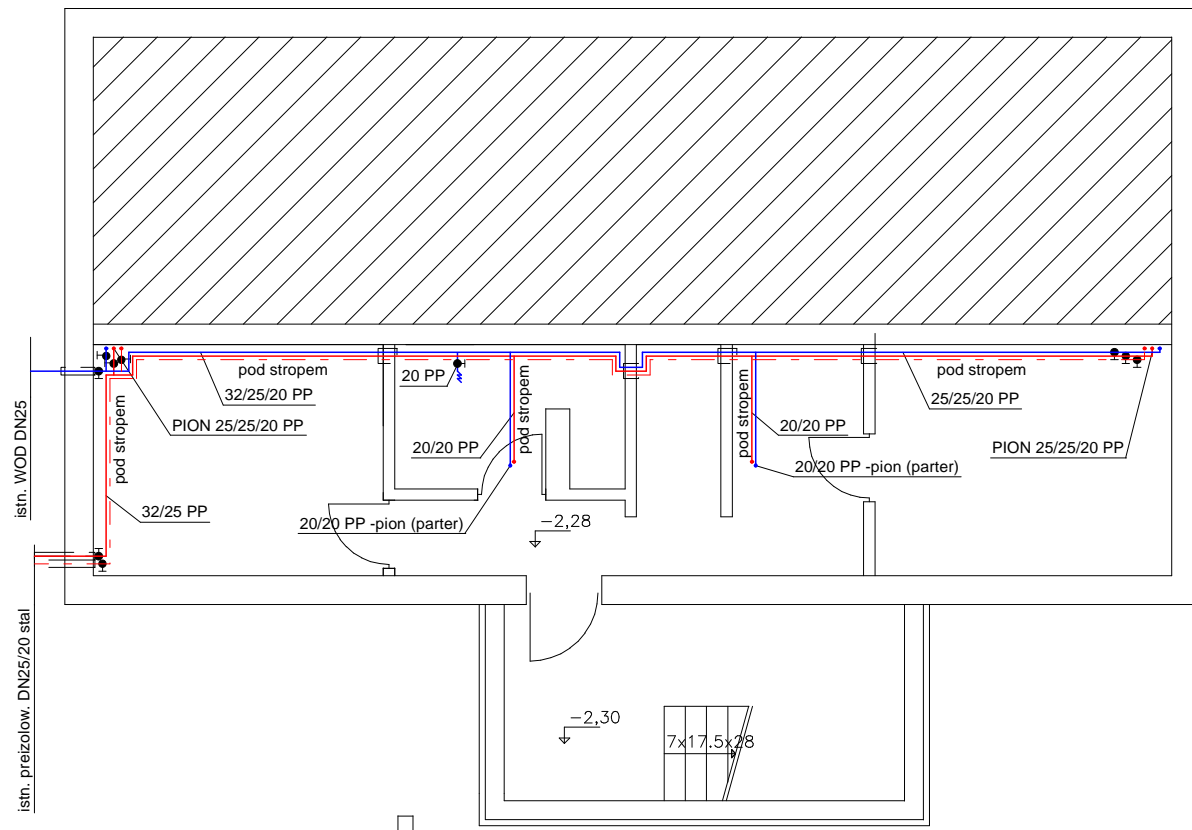 istn. WOD DN25
istn. preizolow. DN25/20 stal
pod stropem
32/25/20 PP
PION 25/25/20 PP
pod stropem
32/25 PP
20 PP
20/20 PP
pod stropem
20/20 PP -pion (parter)
pod stropem
20/20 PP
20/20 PP -pion (parter)
pod stropem
25/25/20 PP
PION 25/25/20 PP
-2,28
-2,30
7x17.5x28